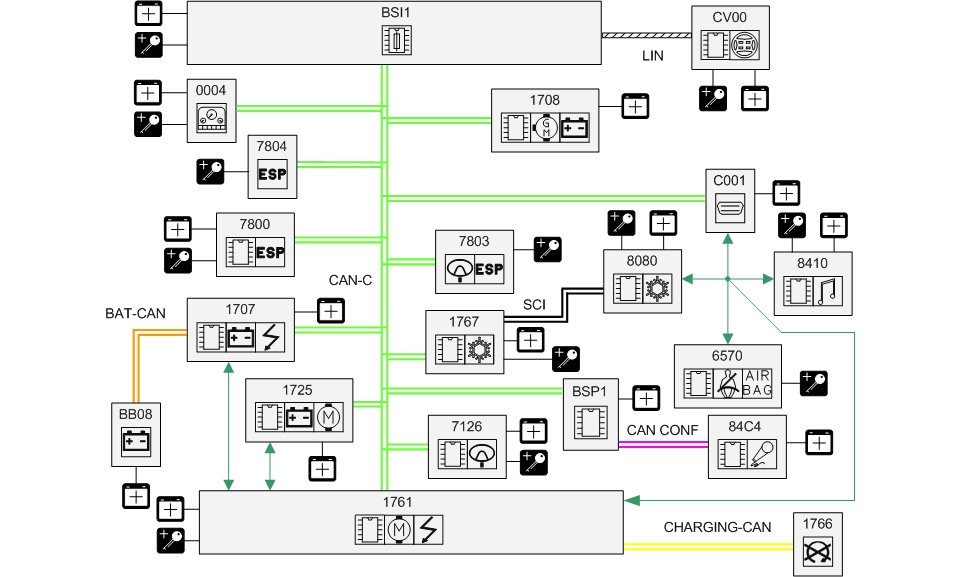 BSI1
CV00
LIN
0004
1708
G
M
7804
ESP
C001
7800
ESP
7803
ESP
8080
8410
CAN-C
BAT-CAN
1707
SCI
1767
6570
AIR
BAG
1725
M
BSP1
BB08
7126
CAN CONF
84C4
1761
M
CHARGING-CAN
1766